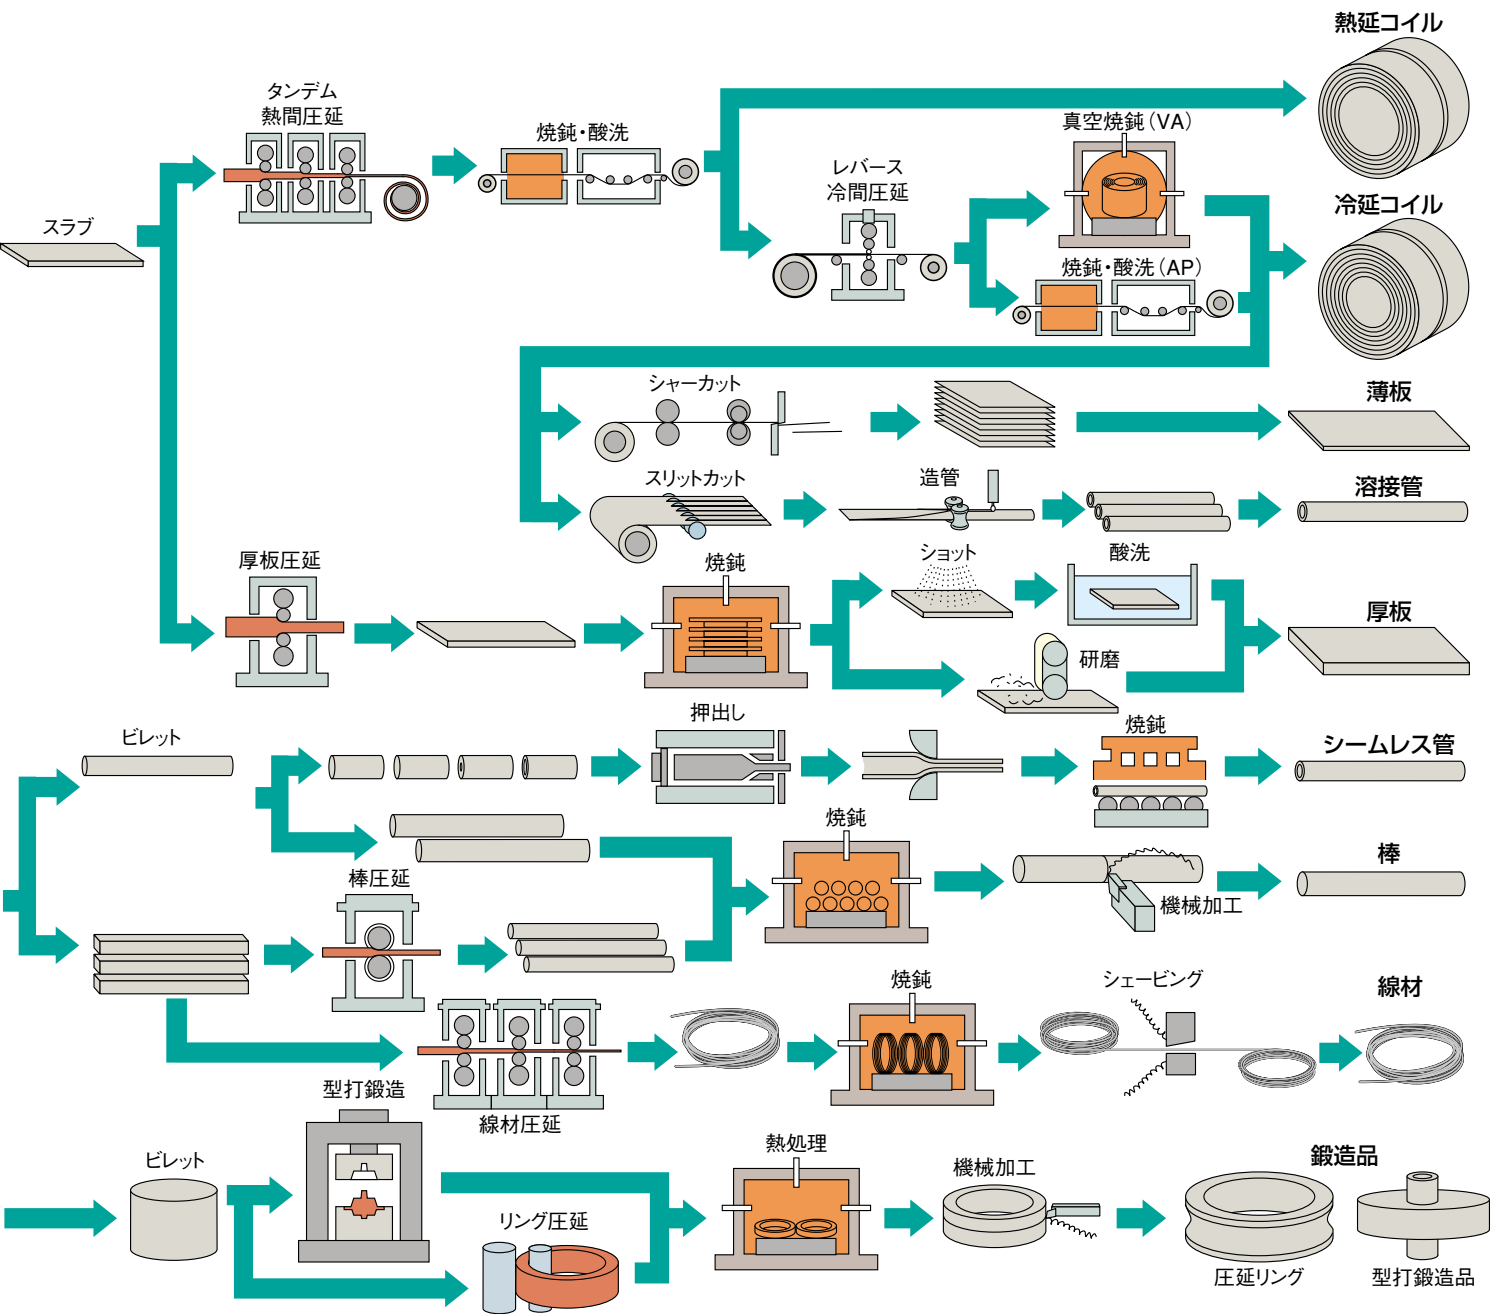 熱延コイル
タンデム
熱間圧延
焼鈍・酸洗
真空焼鈍（VA）
レバース
冷間圧延
冷延コイル
スラブ
焼鈍・酸洗（AP）
シャーカット
薄板
スリットカット
造管
溶接管
厚板圧延
焼鈍
ショット
酸洗
厚板
研磨
ビレット
押出し
焼鈍
シームレス管
焼鈍
棒
棒圧延
機械加工
焼鈍
シェービング
線材
型打鍛造
線材圧延
ビレット
熱処理
機械加工
鍛造品
リング圧延
圧延リング
型打鍛造品